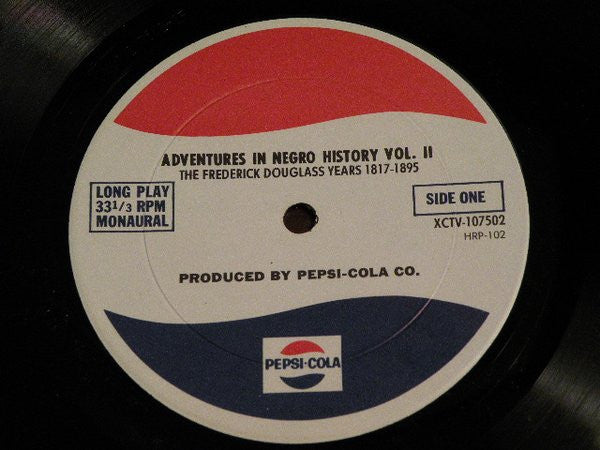 ADVENTURES IN NEGRO HISTORY VOL. II
THE FREDERICK DOUGLASS YEARS 1817-1895
LONG PLAY
33 1/3 RPM
MONAURAL
SIDE ONE
XCTV-107502
HRP-102
PRODUCED BY PEPSI-COLA CO.
PEPSI-COLA